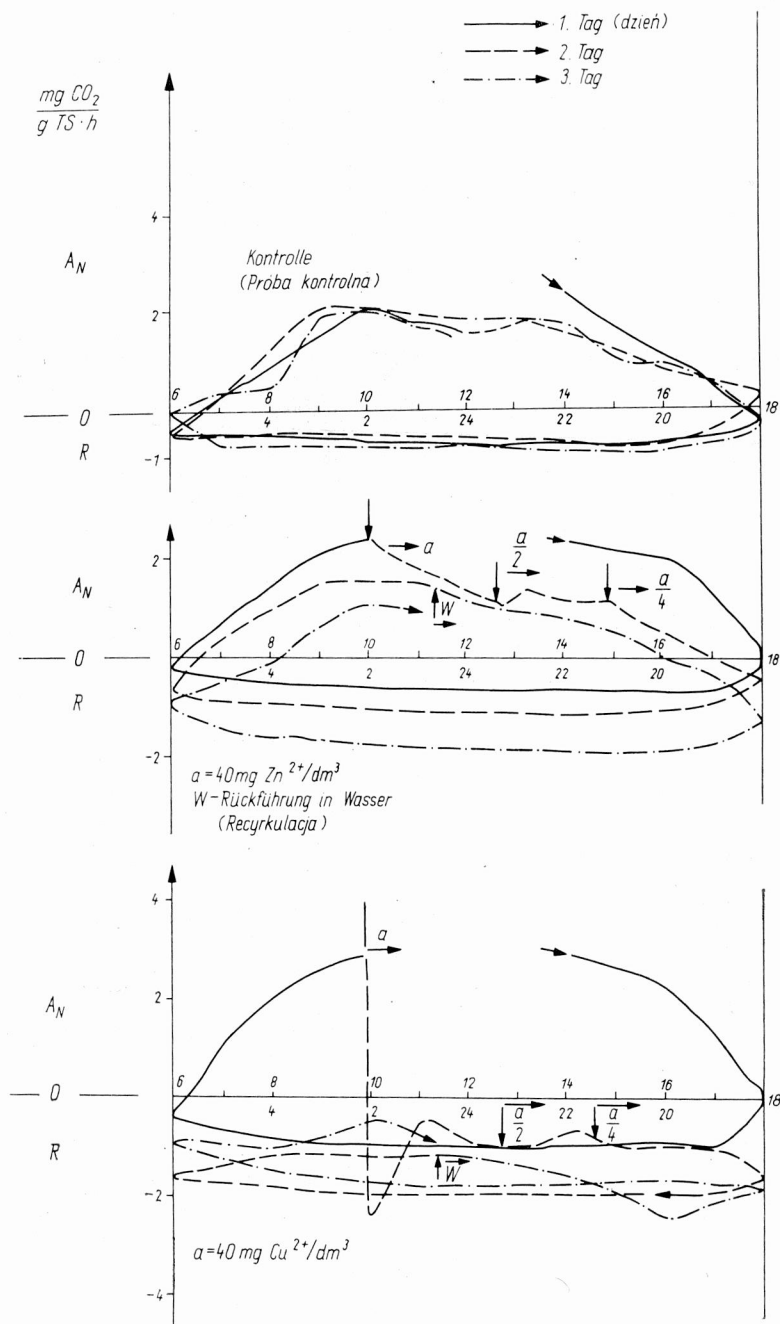 1. Tag (dzień)
2. Tag
3. Tag
mg CO₂
g TS·h
4
A_N
Kontrolle
(Próba kontrolna)
2
6 8 10 12 14 16
0 4 2 24 22 20 18
R
-1
2
a
a/2
a/4
A_N
W
6 8 10 12 14 16
0 4 2 24 22 20 18
R
-2
a = 40 mg Zn²⁺/dm³
W-Rückführung in Wasser
(Recyrkulacja)
4
a
2
A_N
6 8 10 12 14 16
0 4 2 24 22 20 18
a/2
a/4
R
W
-2
a = 40 mg Cu²⁺/dm³
-4